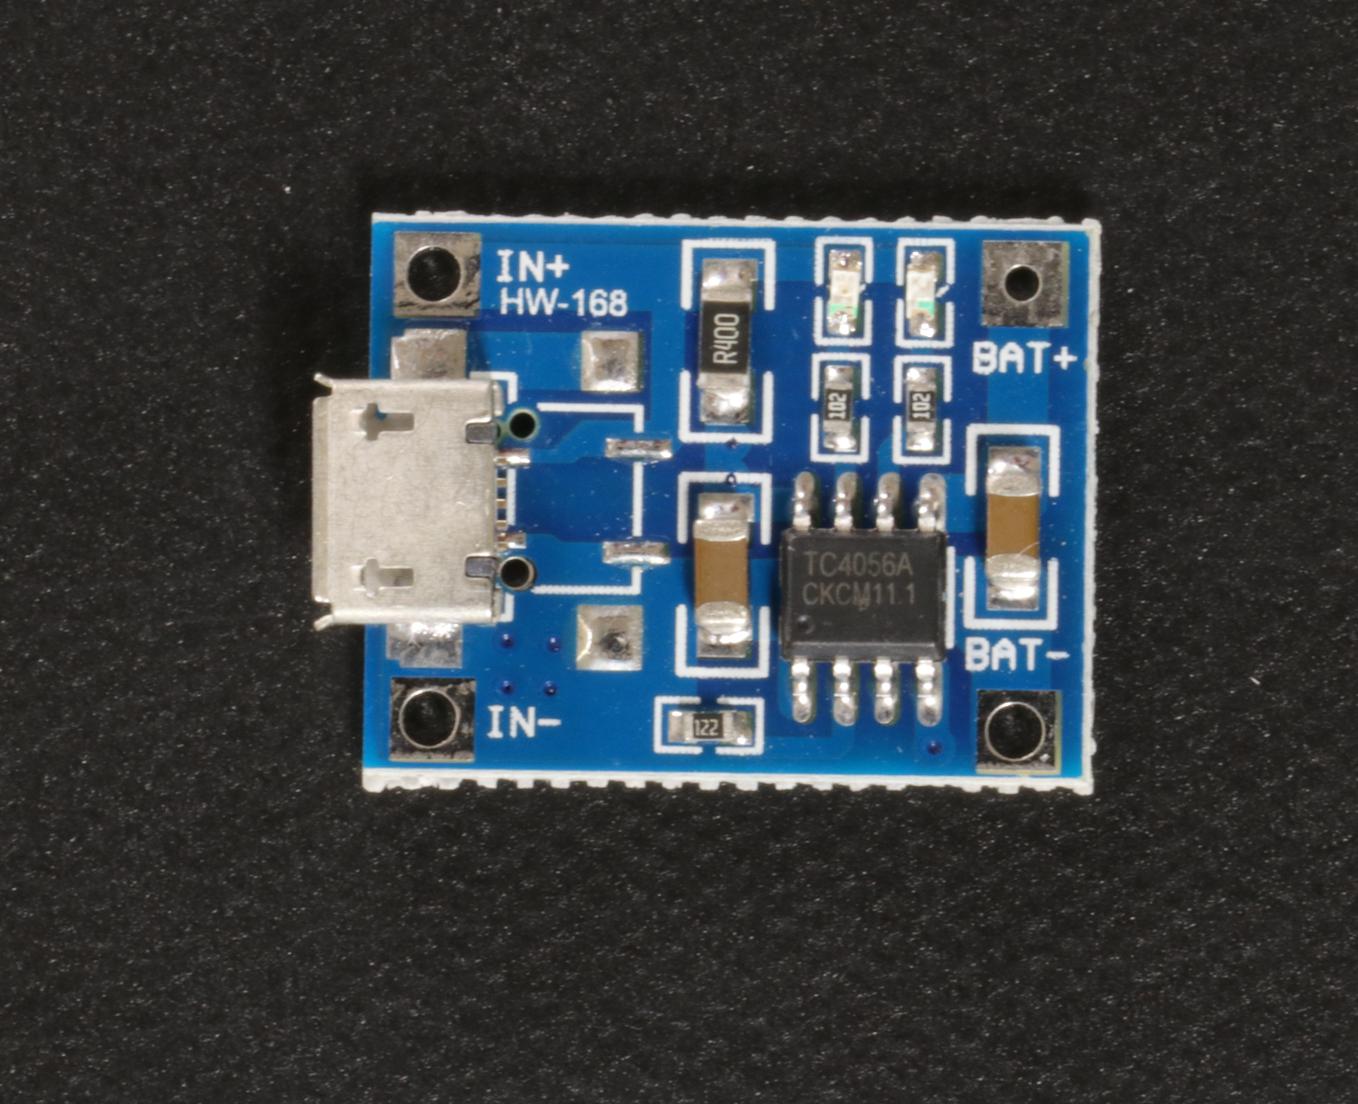 IN+
HW-168
R400
BAT+
102
102
TC4056A
CKCM11.1
BAT-
IN-
122